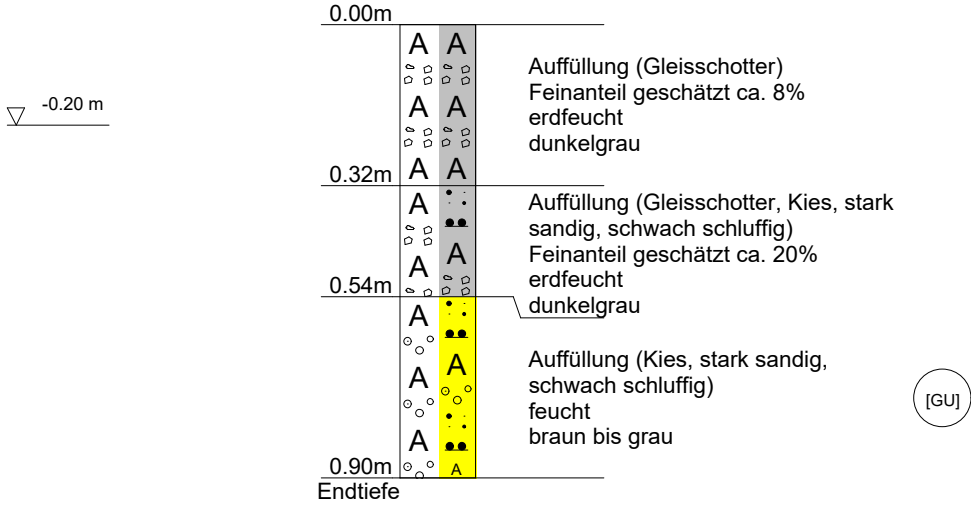 0.00m
-0.20 m
A A
Auffüllung (Gleisschotter)
Feinanteil geschätzt ca. 8%
erdfeucht
dunkelgrau
A A
A A
0.32m
A
Auffüllung (Gleisschotter, Kies, stark
sandig, schwach schluffig)
Feinanteil geschätzt ca. 20%
erdfeucht
dunkelgrau
A
A
0.54m
A
Auffüllung (Kies, stark sandig,
schwach schluffig)
feucht
braun bis grau
A
A
[GU]
A
A
0.90m
Endtiefe